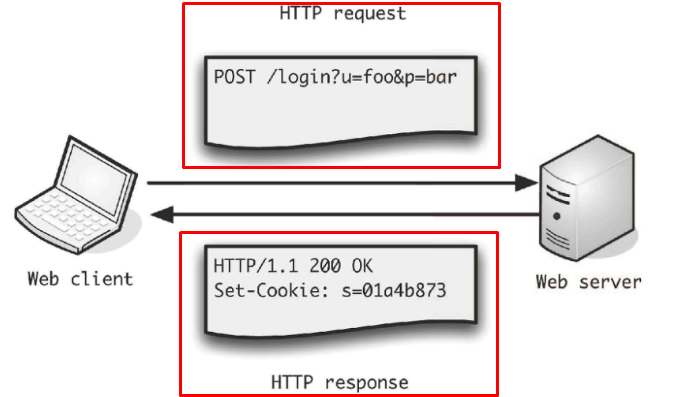 HTTP request
POST /login?u=foo&p=bar
Web client
Web server
HTTP/1.1 200 OK
Set-Cookie: s=01a4b873
HTTP response